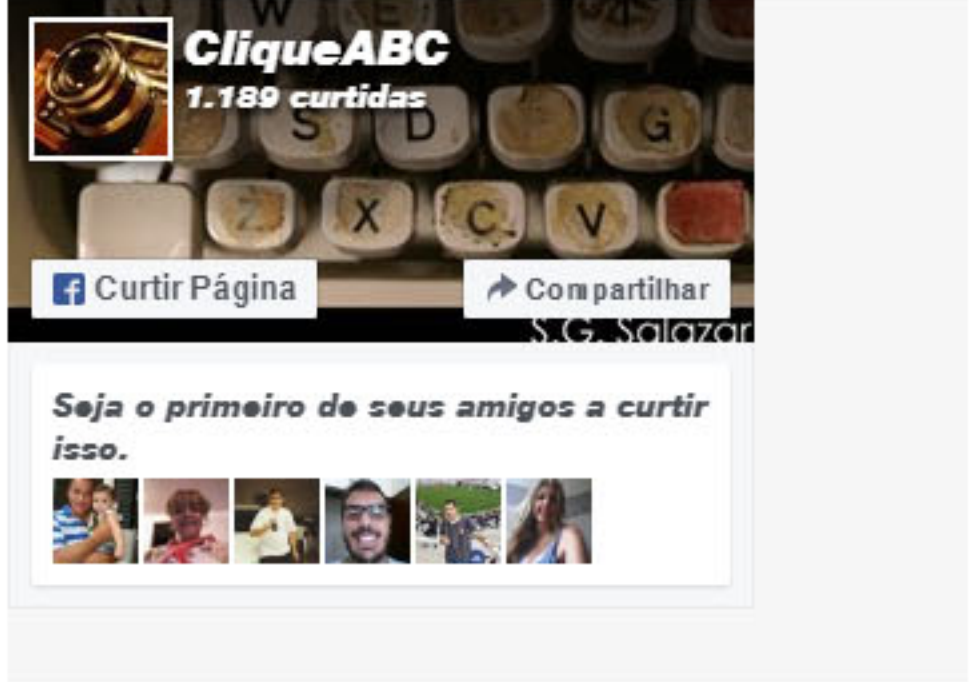 W E
CliqueABC
1.189 curtidas
S D G
Z X C V
Curtir Página
Compartilhar
S.G. Salazar
Seja o primeiro de seus amigos a curtir
isso.